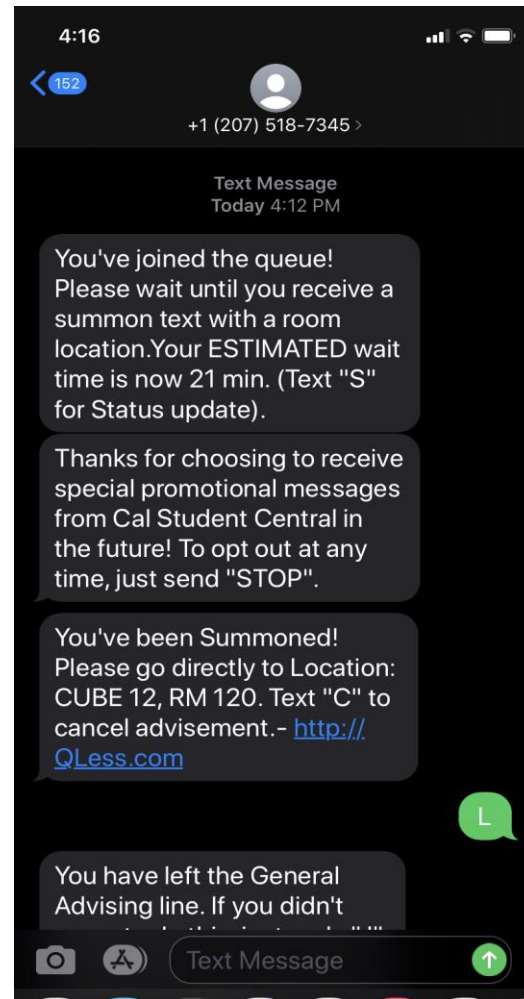 4:16
152
+1 (207) 518-7345 >
Text Message
Today 4:12 PM
You've joined the queue!
Please wait until you receive a
summon text with a room
location.Your ESTIMATED wait
time is now 21 min. (Text "S"
for Status update).
Thanks for choosing to receive
special promotional messages
from Cal Student Central in
the future! To opt out at any
time, just send "STOP".
You've been Summoned!
Please go directly to Location:
CUBE 12, RM 120. Text "C" to
cancel advisement.- http://
QLess.com
L
You have left the General
Advising line. If you didn't
Text Message